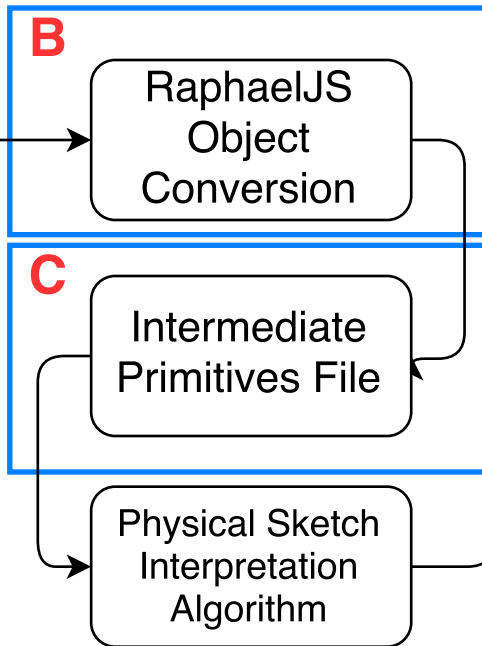 B
RaphaelJS
Object
Conversion
C
Intermediate
Primitives File
Physical Sketch
Interpretation
Algorithm